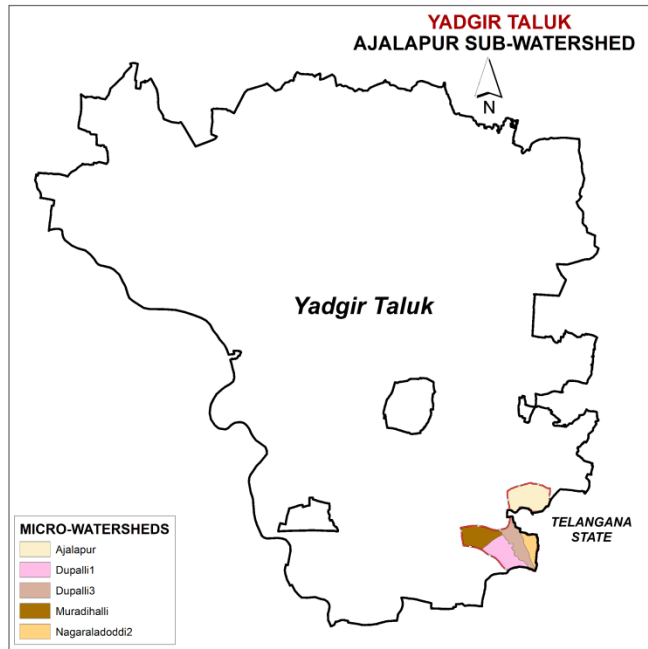 YADGIR TALUK
AJALAPUR SUB-WATERSHED
N
Yadgir Taluk
TELANGANA
STATE
MICRO-WATERSHEDS
Ajalapur
Dupalli1
Dupalli3
Muradihalli
Nagaraladoddi2